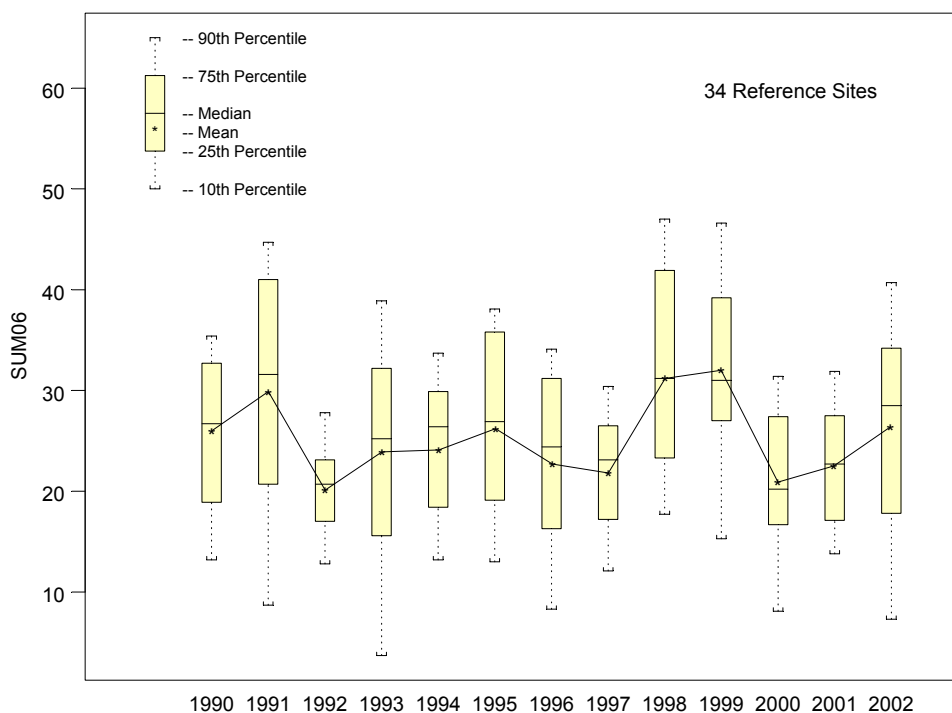 -- 90th Percentile
-- 75th Percentile
-- Median
-- Mean
-- 25th Percentile
-- 10th Percentile
34 Reference Sites
SUM06
60
50
40
30
20
10
1990 1991 1992 1993 1994 1995 1996 1997 1998 1999 2000 2001 2002